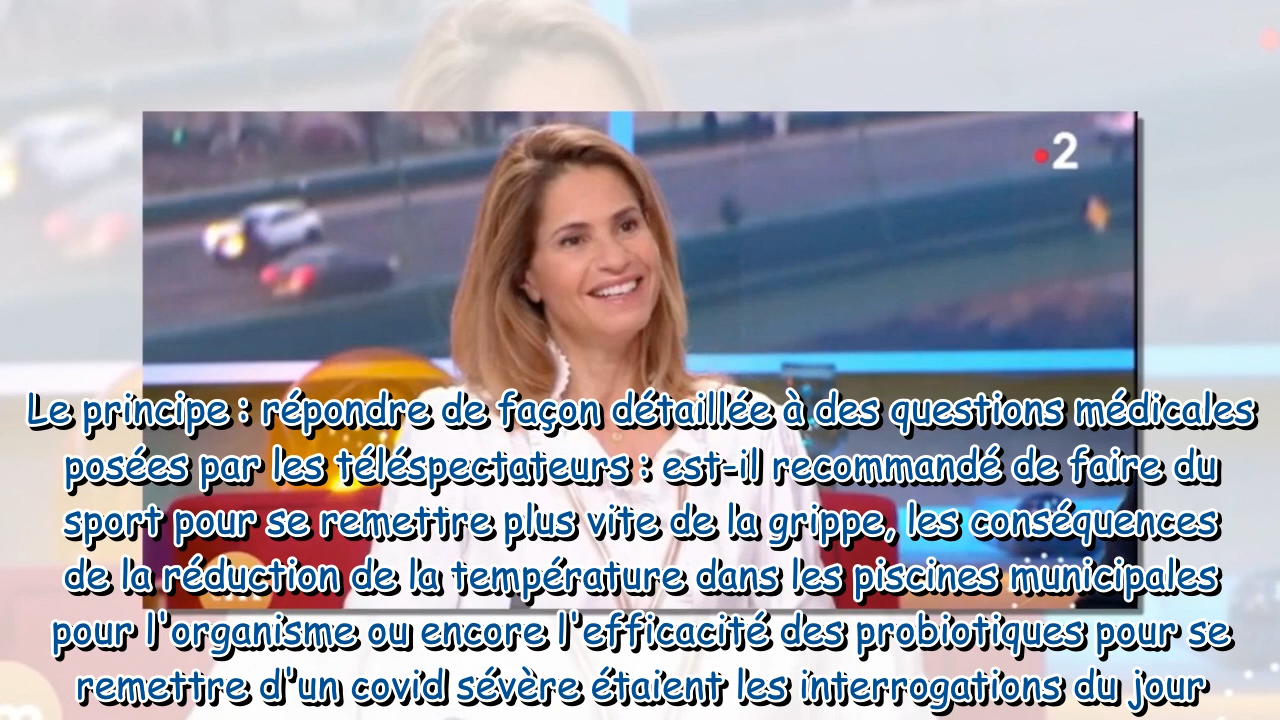 2
Le principe : répondre de façon détaillée à des questions médicales
posées par les téléspectateurs : est-il recommandé de faire du
sport pour se remettre plus vite de la grippe, les conséquences
de la réduction de la température dans les piscines municipales
pour l'organisme ou encore l'efficacité des probiotiques pour se
remettre d'un covid sévère étaient les interrogations du jour